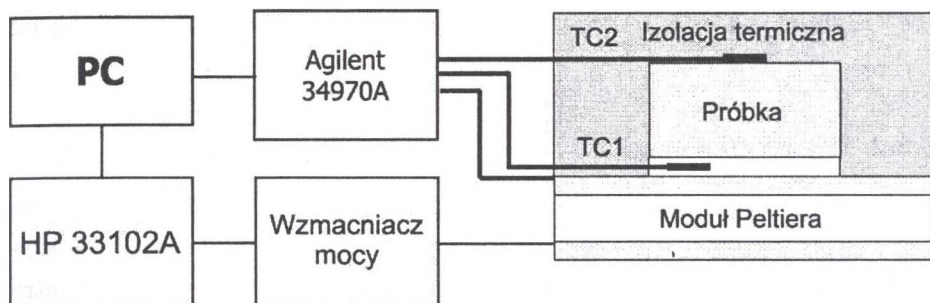 PC
Agilent
34970A
TC2
Izolacja termiczna
Próbka
TC1
HP 33102A
Wzmacniacz
mocy
Moduł Peltiera